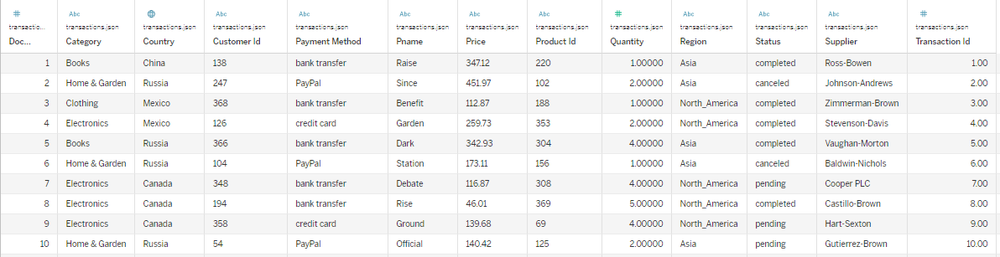 # Abc Abc Abc Abc Abc Abc # Abc Abc Abc #
transactio... transactions.json transactions.json transactions.json transactions.json transactions.json transactions.json transactions.json transactions.json transactions.json transactions.json transactions.json transactions.json
Doc... Category Country Customer Id Payment Method Pname Price Product Id Quantity Region Status Supplier Transaction Id
1 Books China 138 bank transfer Raise 347.12 220 1.00000 Asia completed Ross-Bowen 1.00
2 Home & Garden Russia 247 PayPal Since 451.97 102 2.00000 Asia canceled Johnson-Andrews 2.00
3 Clothing Mexico 368 bank transfer Benefit 112.87 188 1.00000 North_America completed Zimmerman-Brown 3.00
4 Electronics Mexico 126 credit card Garden 259.73 353 2.00000 North_America completed Stevenson-Davis 4.00
5 Books Russia 366 bank transfer Dark 342.93 304 4.00000 Asia completed Vaughan-Morton 5.00
6 Home & Garden Russia 104 PayPal Station 173.11 156 1.00000 Asia canceled Baldwin-Nichols 6.00
7 Electronics Canada 348 bank transfer Debate 116.87 308 4.00000 North_America pending Cooper PLC 7.00
8 Electronics Canada 194 bank transfer Rise 46.01 369 5.00000 North_America completed Castillo-Brown 8.00
9 Electronics Canada 358 credit card Ground 139.68 69 4.00000 North_America pending Hart-Sexton 9.00
10 Home & Garden Russia 54 PayPal Official 140.42 125 2.00000 Asia pending Gutierrez-Brown 10.00